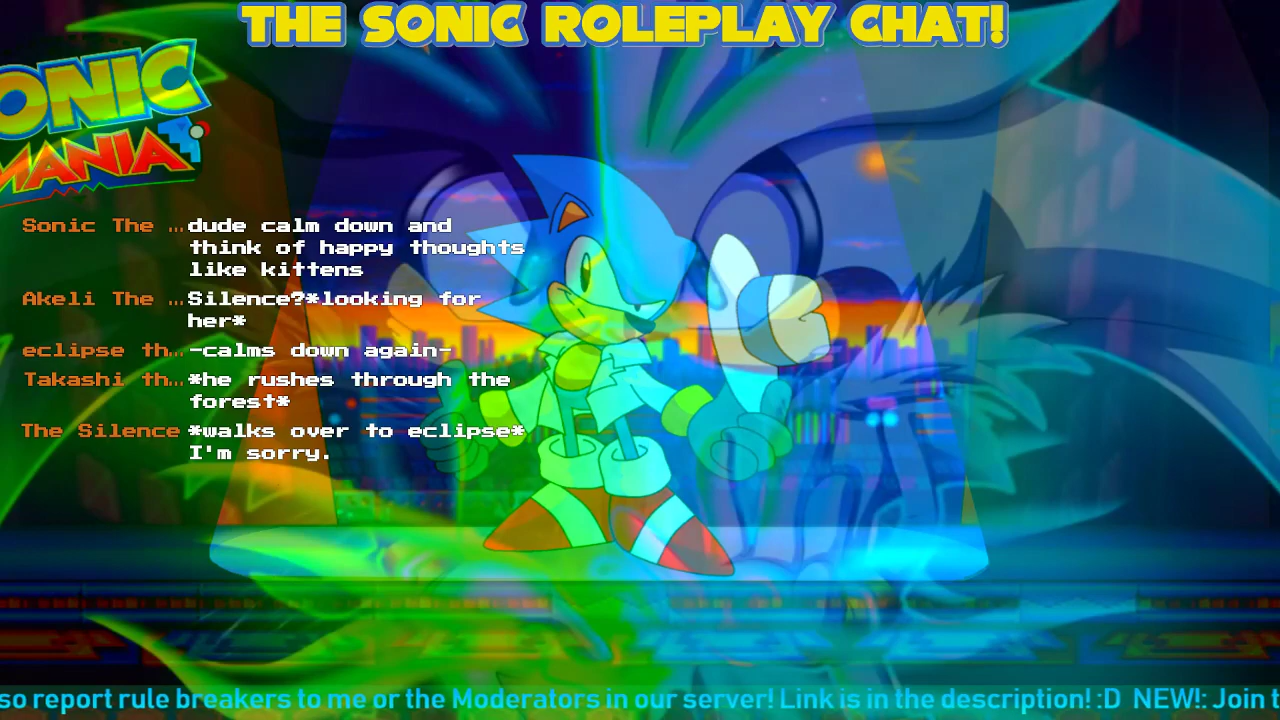 THE SONIC ROLEPLAY CHAT!
ONIC
MANIA
Sonic The ... dude calm down and
think of happy thoughts
like kittens
Akeli The ... Silence?*looking for
her*
eclipse th... -calms down again-
Takashi th... *he rushes through the
forest*
The Silence *walks over to eclipse*
I'm sorry.
so report rule breakers to me or the Moderators in our server! Link is in the description! :D NEW!: Join t